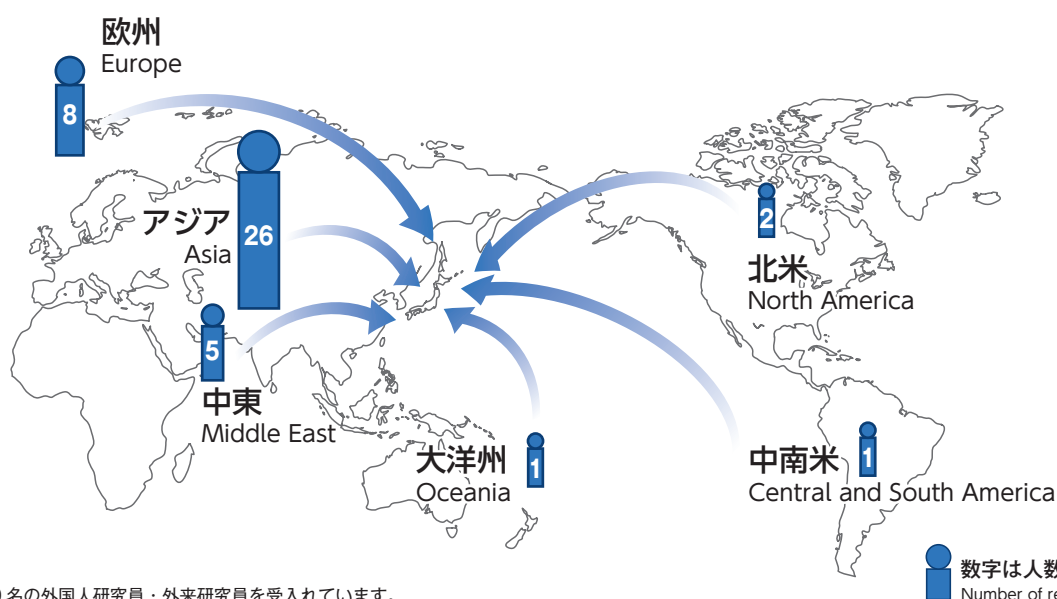 欧州
Europe
8
アジア
Asia
26
5
中東
Middle East
大洋州
Oceania
1
2
北米
North America
中南米
Central and South America
1
数字は人数
Number of
名の外国人研究員・外来研究員を受入れています。